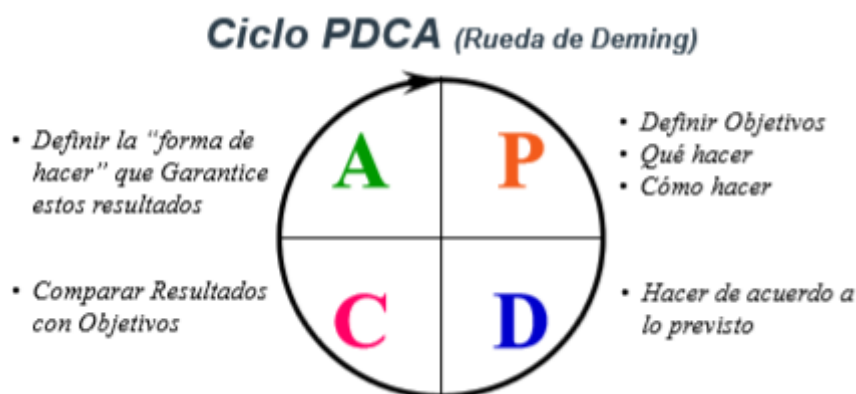 Ciclo PDCA (Rueda de Deming)
• Definir la “forma de
hacer” que Garantice
estos resultados
A
P
• Definir Objetivos
• Qué hacer
• Cómo hacer
• Comparar Resultados
con Objetivos
C
D
• Hacer de acuerdo a
lo previsto